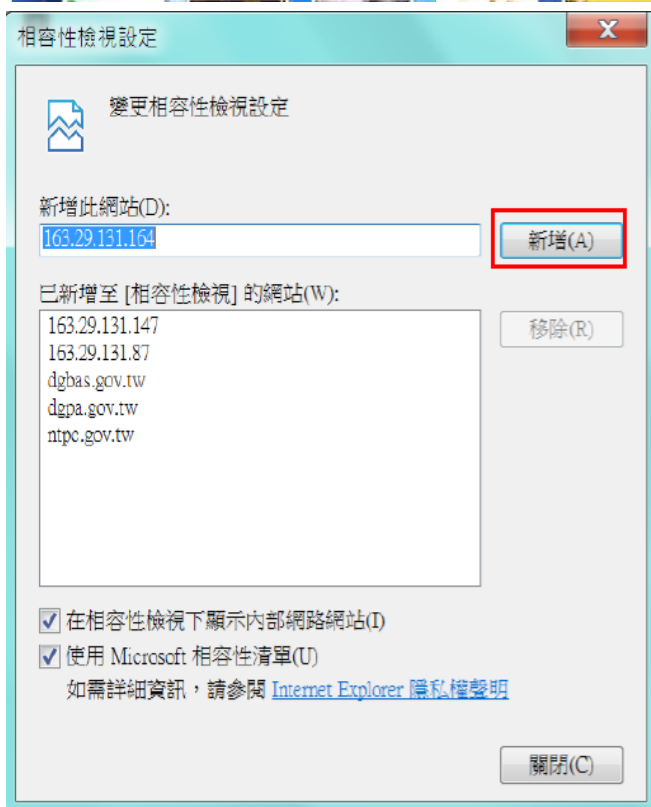 相容性檢視設定
X
變更相容性檢視設定
新增此網站(D):
163.29.131.164
新增(A)
已新增至 [相容性檢視] 的網站(W):
163.29.131.147
移除(R)
163.29.131.87
dgbas.gov.tw
dgpa.gov.tw
ntpc.gov.tw
在相容性檢視下顯示內部網路網站(I)
使用 Microsoft 相容性清單(U)
如需詳細資訊，請參閱 Internet Explorer 隱私權聲明
關閉(C)